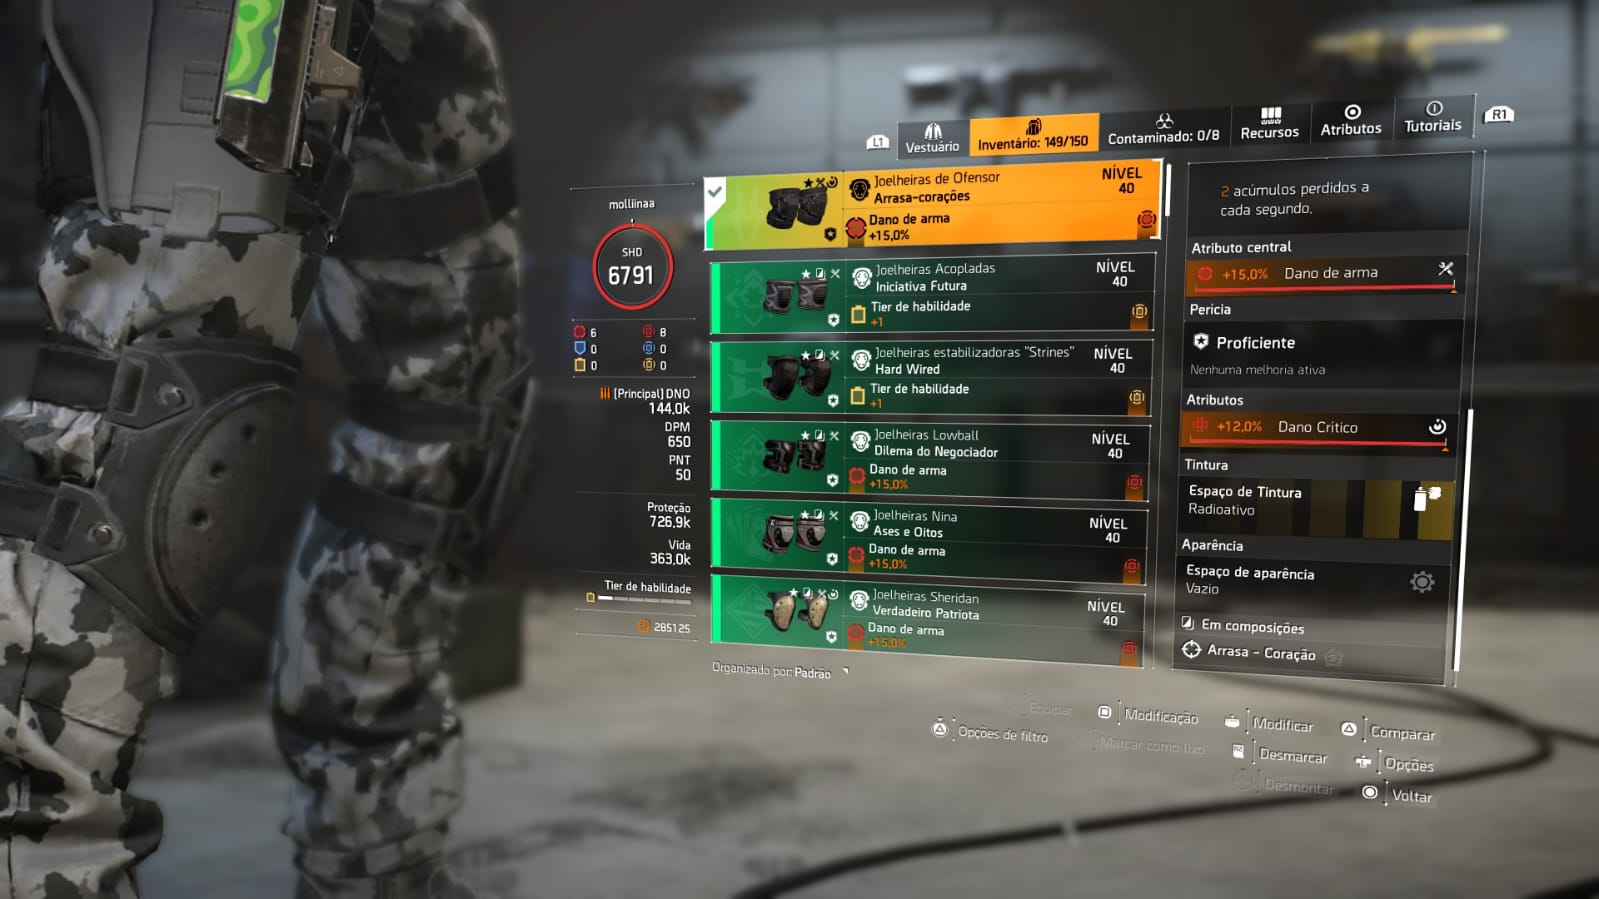 L1
Vestuário
Inventário: 149/150
Contaminado: 0/8
Recursos
Atributos
Tutoriais
R1
molliinaa
SHD
6791
6
8
0
0
0
0
[Principal] DNO
144,0k
DPM
650
PNT
50
Proteção
726,9k
Vida
363,0k
Tier de habilidade
285125
Joelheiras de Ofensor
Arrasa-corações
NÍVEL
40
Dano de arma
+15,0%
Joelheiras Acopladas
Iniciativa Futura
NÍVEL
40
Tier de habilidade
+1
Joelheiras estabilizadoras "Strines"
Hard Wired
NÍVEL
40
Tier de habilidade
+1
Joelheiras Lowball
Dilema do Negociador
NÍVEL
40
Dano de arma
+15,0%
Joelheiras Nina
Ases e Oitos
NÍVEL
40
Dano de arma
+15,0%
Joelheiras Sheridan
Verdadeiro Patriota
NÍVEL
40
Dano de arma
+15,0%
Organizado por: Padrão
2 acúmulos perdidos a
cada segundo.
Atributo central
+15,0% Dano de arma
Perícia
Proficiente
Nenhuma melhoria ativa
Atributos
+12,0% Dano Crítico
Tintura
Espaço de Tintura
Radioativo
Aparência
Espaço de aparência
Vazio
Em composições
Arrasa - Coração
Equipar
Modificação
Modificar
Comparar
Opções de filtro
Marcar como lixo
R2
Desmarcar
Opções
Desmontar
Voltar